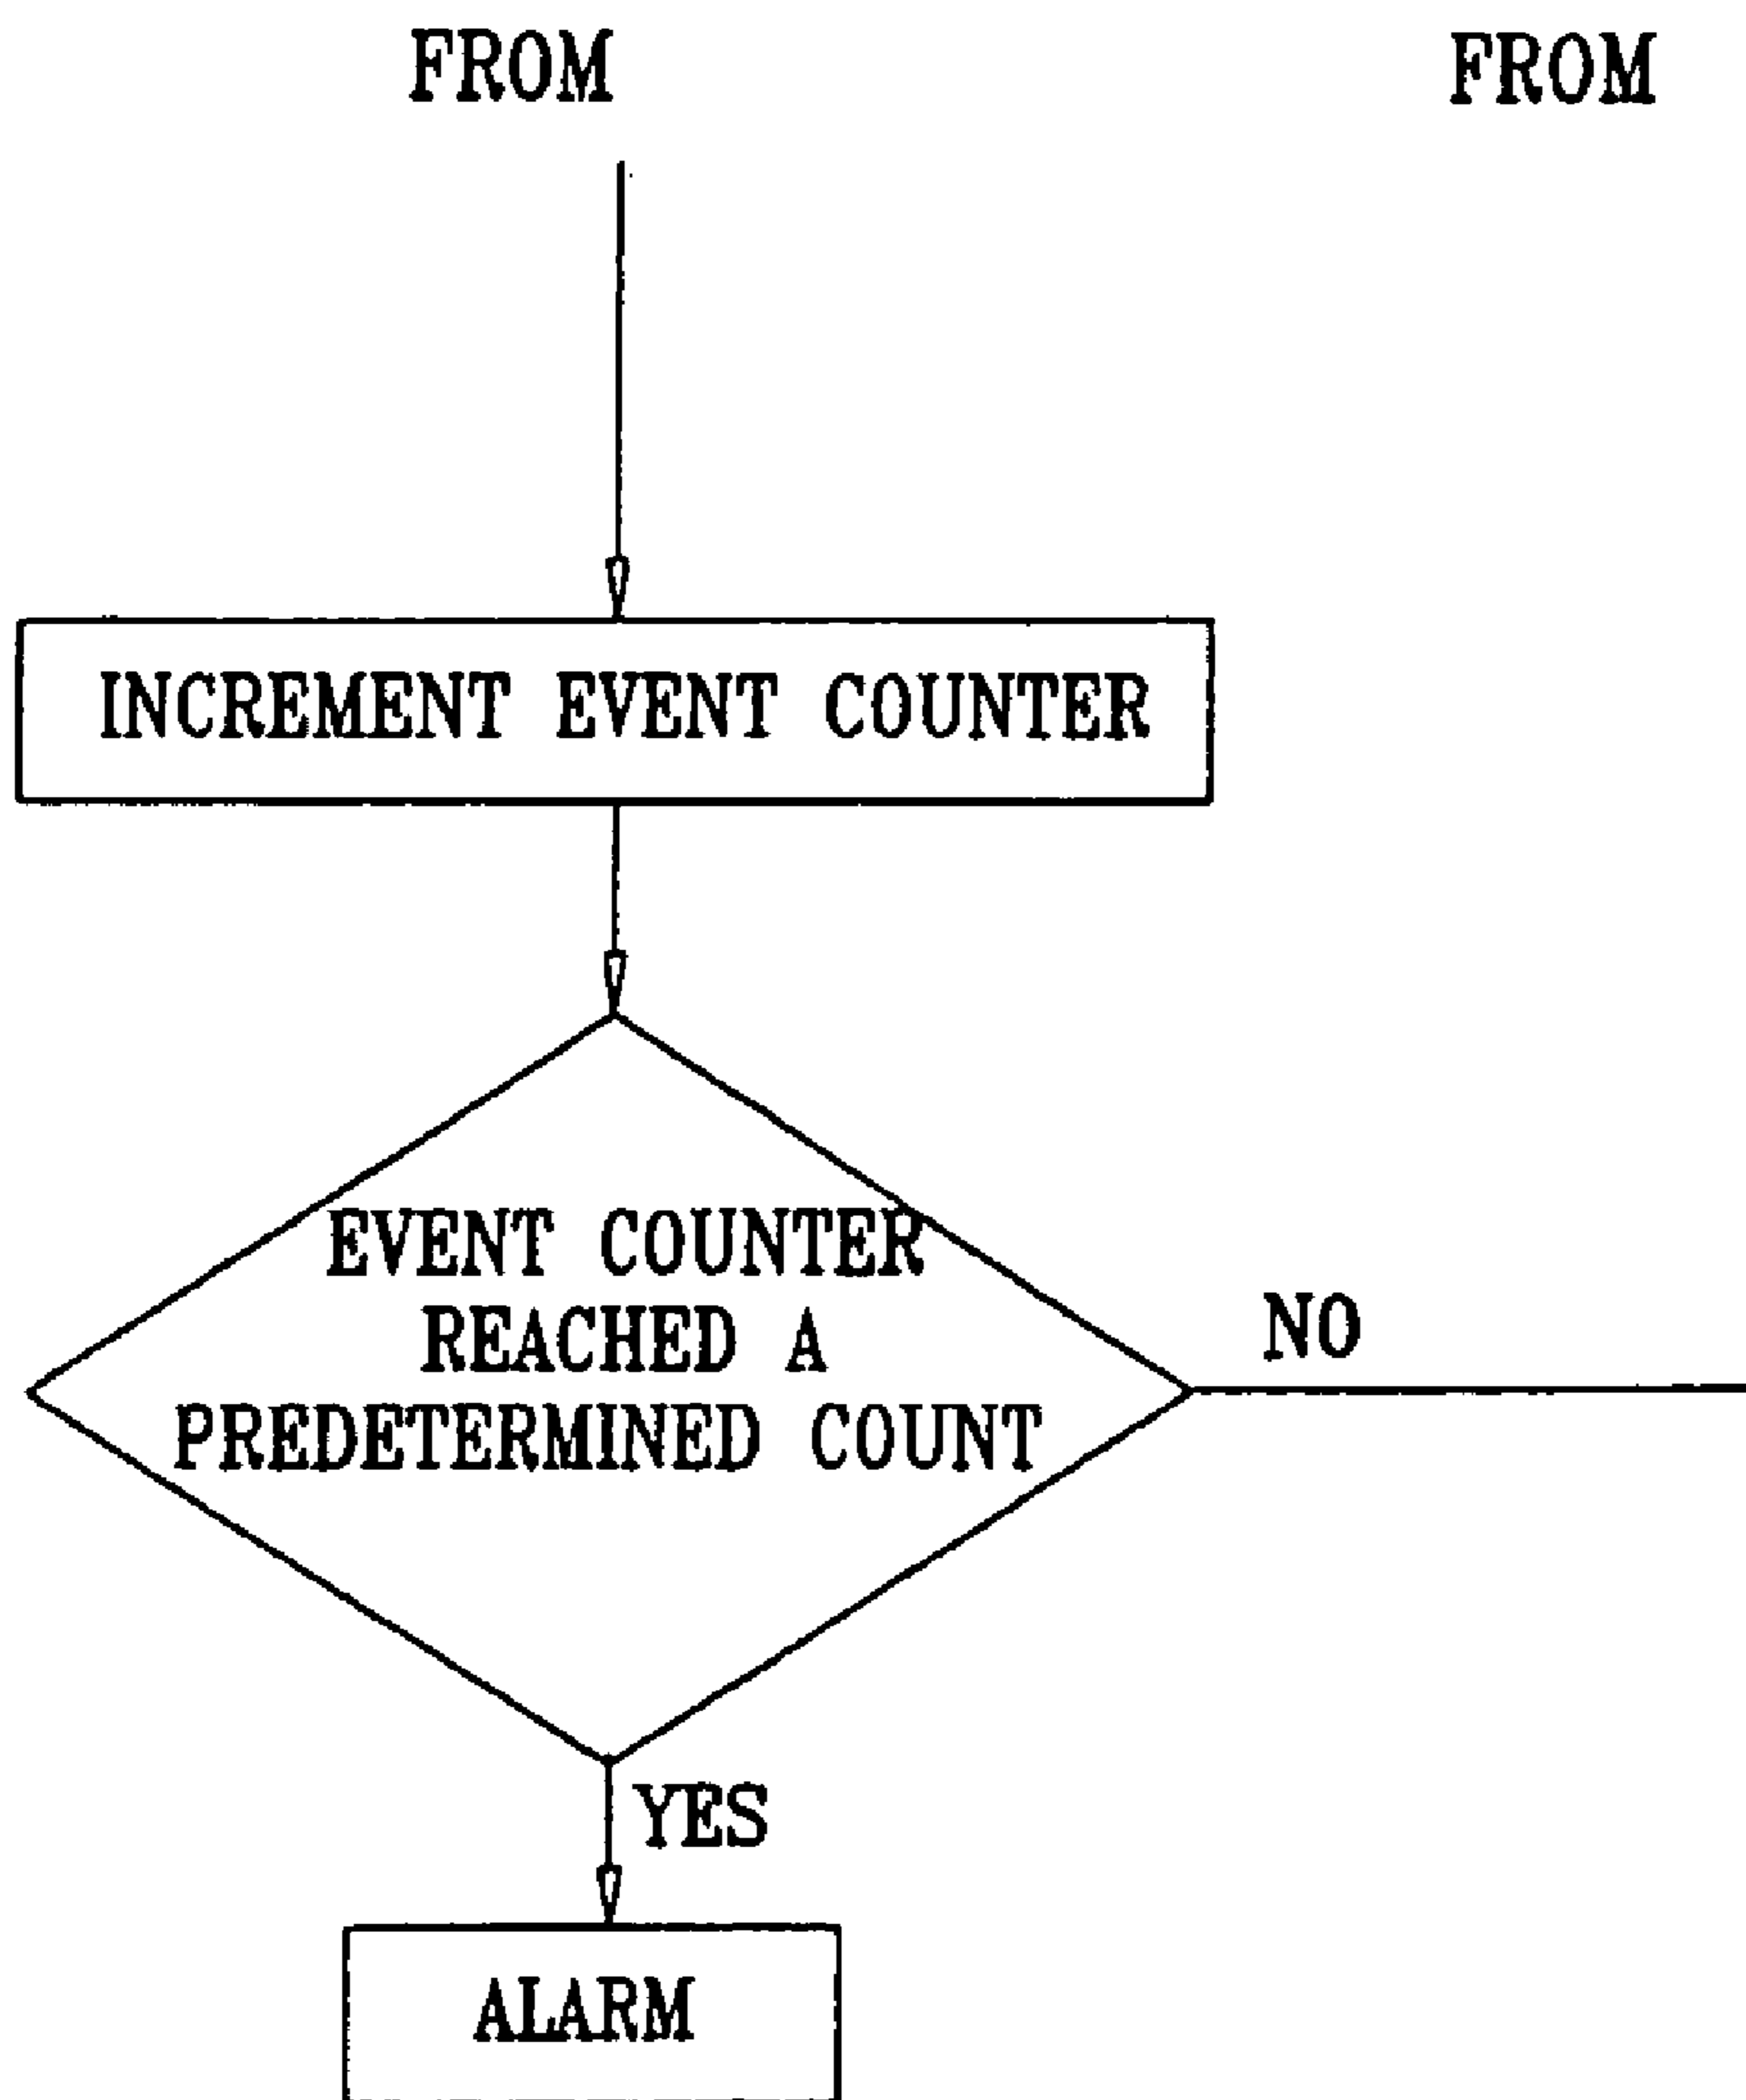 FROM
FROM
INCREMENT EVENT COUNTER
EVENT COUNTER
REACHED A
PREDETERMINED COUNT
NO
YES
ALARM